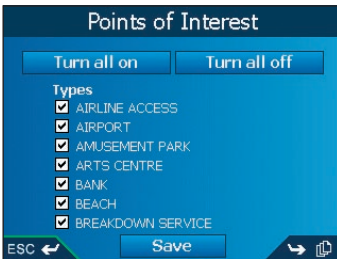 Points of Interest
Turn all on Turn all off
Types
AIRLINE ACCESS
AIRPORT
AMUSEMENT PARK
ARTS CENTRE
BANK
BEACH
BREAKDOWN SERVICE
ESC Save